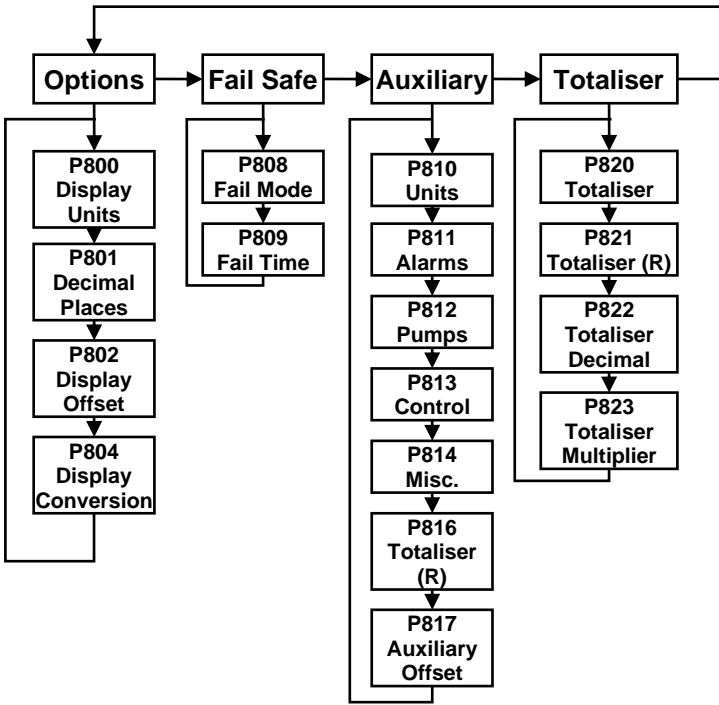 Options
Fail Safe
Auxiliary
Totaliser
P800
Display
Units
P801
Decimal
Places
P802
Display
Offset
P804
Display
Conversion
P808
Fail Mode
P809
Fail Time
P810
Units
P811
Alarms
P812
Pumps
P813
Control
P814
Misc.
P816
Totaliser
(R)
P817
Auxiliary
Offset
P820
Totaliser
P821
Totaliser (R)
P822
Totaliser
Decimal
P823
Totaliser
Multiplier